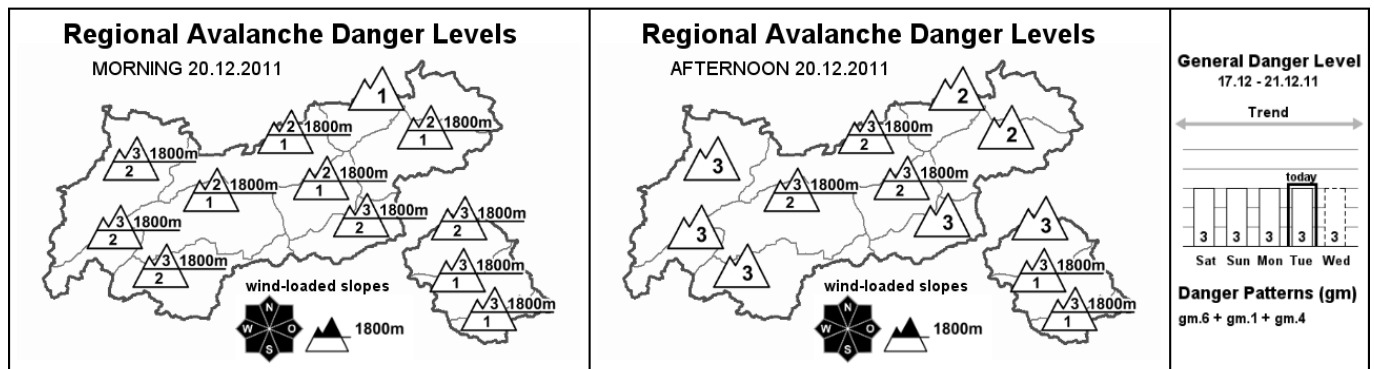 Regional Avalanche Danger Levels
MORNING 20.12.2011
1
2 1800m
1
2 1800m
1
3 1800m
2
2 1800m
1
2 1800m
1
3 1800m
2
3 1800m
2
3 1800m
2
3 1800m
2
3 1800m
1
3 1800m
1
wind-loaded slopes
N
W O
S
1800m
Regional Avalanche Danger Levels
AFTERNOON 20.12.2011
2
3 1800m
2
2
3
3 1800m
2
3 1800m
2
3
3
3
3
3 1800m
1
3 1800m
1
wind-loaded slopes
N
W O
S
1800m
General Danger Level
17.12 - 21.12.11
Trend
today
3 3 3 3 3
Sat Sun Mon Tue Wed
Danger Patterns (gm)
gm.6 + gm.1 + gm.4